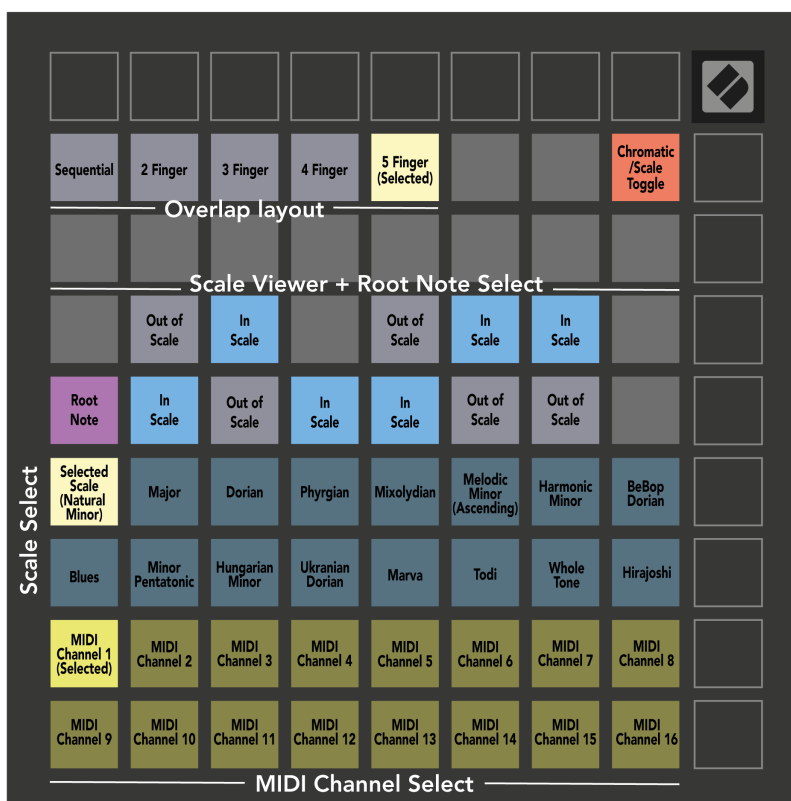 Sequential
2 Finger
3 Finger
4 Finger
5 Finger
(Selected)
Chromatic
/Scale
Toggle
Overlap layout
Scale Viewer + Root Note Select
Out of
Scale
In
Scale
Out of
Scale
In
Scale
In
Scale
Root
Note
In
Scale
Out of
Scale
In
Scale
In
Scale
Out of
Scale
Out of
Scale
Scale Select
Selected
Scale
(Natural
Minor)
Major
Dorian
Phyrgian
Mixolydian
Melodic
Minor
(Ascending)
Harmonic
Minor
BeBop
Dorian
Blues
Minor
Pentatonic
Hungarian
Minor
Ukranian
Dorian
Marva
Todi
Whole
Tone
Hirajoshi
MIDI
Channel 1
(Selected)
MIDI
Channel 2
MIDI
Channel 3
MIDI
Channel 4
MIDI
Channel 5
MIDI
Channel 6
MIDI
Channel 7
MIDI
Channel 8
MIDI
Channel 9
MIDI
Channel 10
MIDI
Channel 11
MIDI
Channel 12
MIDI
Channel 13
MIDI
Channel 14
MIDI
Channel 15
MIDI
Channel 16
MIDI Channel Select